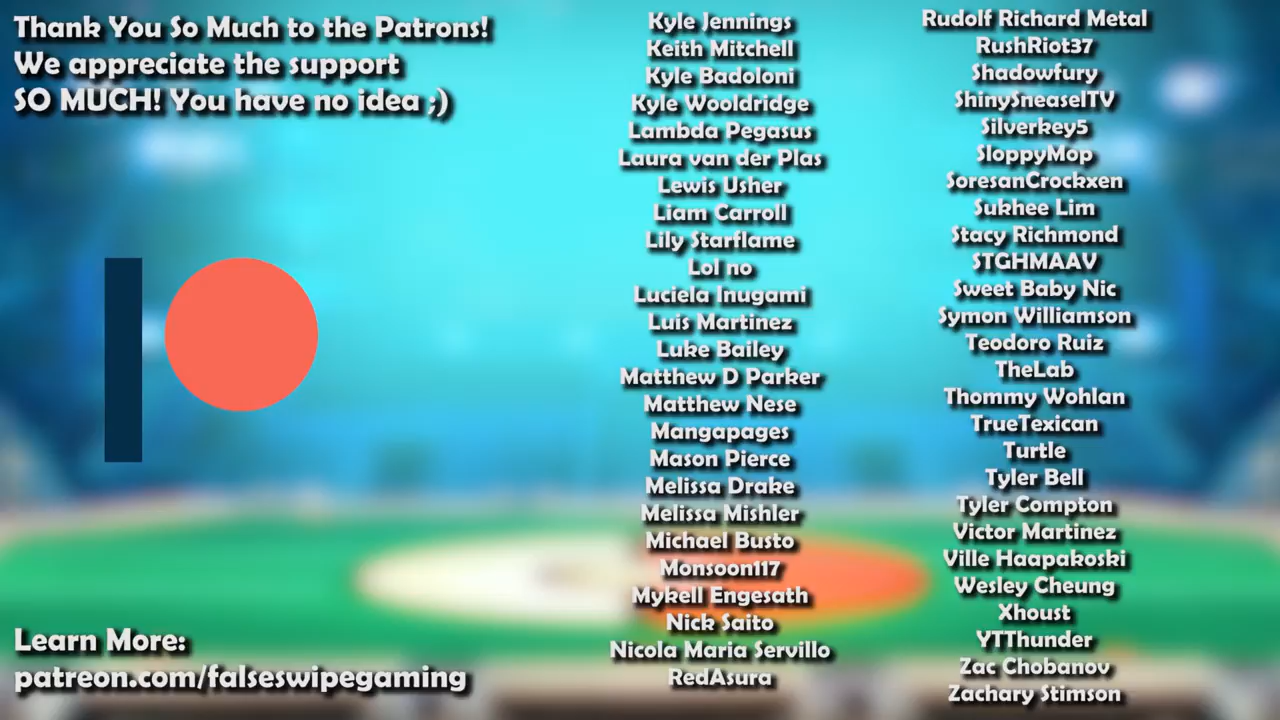 Thank You So Much to the Patrons!
We appreciate the support
SO MUCH! You have no idea ;)
Kyle Jennings
Keith Mitchell
Kyle Badoloni
Kyle Wooldridge
Lambda Pegasus
Laura van der Plas
Lewis Usher
Liam Carroll
Lily Starflame
Lol no
Luciela Inugami
Luis Martinez
Luke Bailey
Matthew D Parker
Matthew Nese
Mangapages
Mason Pierce
Melissa Drake
Melissa Mishler
Michael Busto
Monsoon117
Mykell Engesath
Nick Saito
Nicola Maria Servillo
RedAsura
Rudolf Richard Metal
RushRiot37
Shadowfury
ShinySneaselTV
Silverkey5
SloppyMop
SoresanCrockxen
Sukhee Lim
Stacy Richmond
STGHMAAV
Sweet Baby Nic
Symon Williamson
Teodoro Ruiz
TheLab
Thommy Wohlan
TrueTexican
Turtle
Tyler Bell
Tyler Compton
Victor Martinez
Ville Haapakoski
Wesley Cheung
Xhoust
YTThunder
Zac Chobanov
Zachary Stimson
Learn More:
patreon.com/falseswipegaming